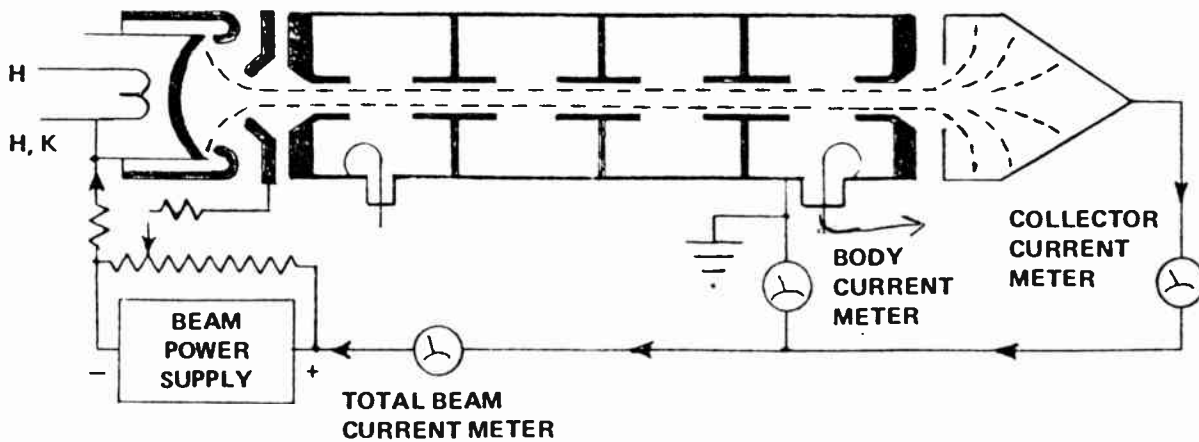 H
H, K
BEAM
POWER
SUPPLY
−
+
TOTAL BEAM
CURRENT METER
BODY
CURRENT
METER
COLLECTOR
CURRENT
METER